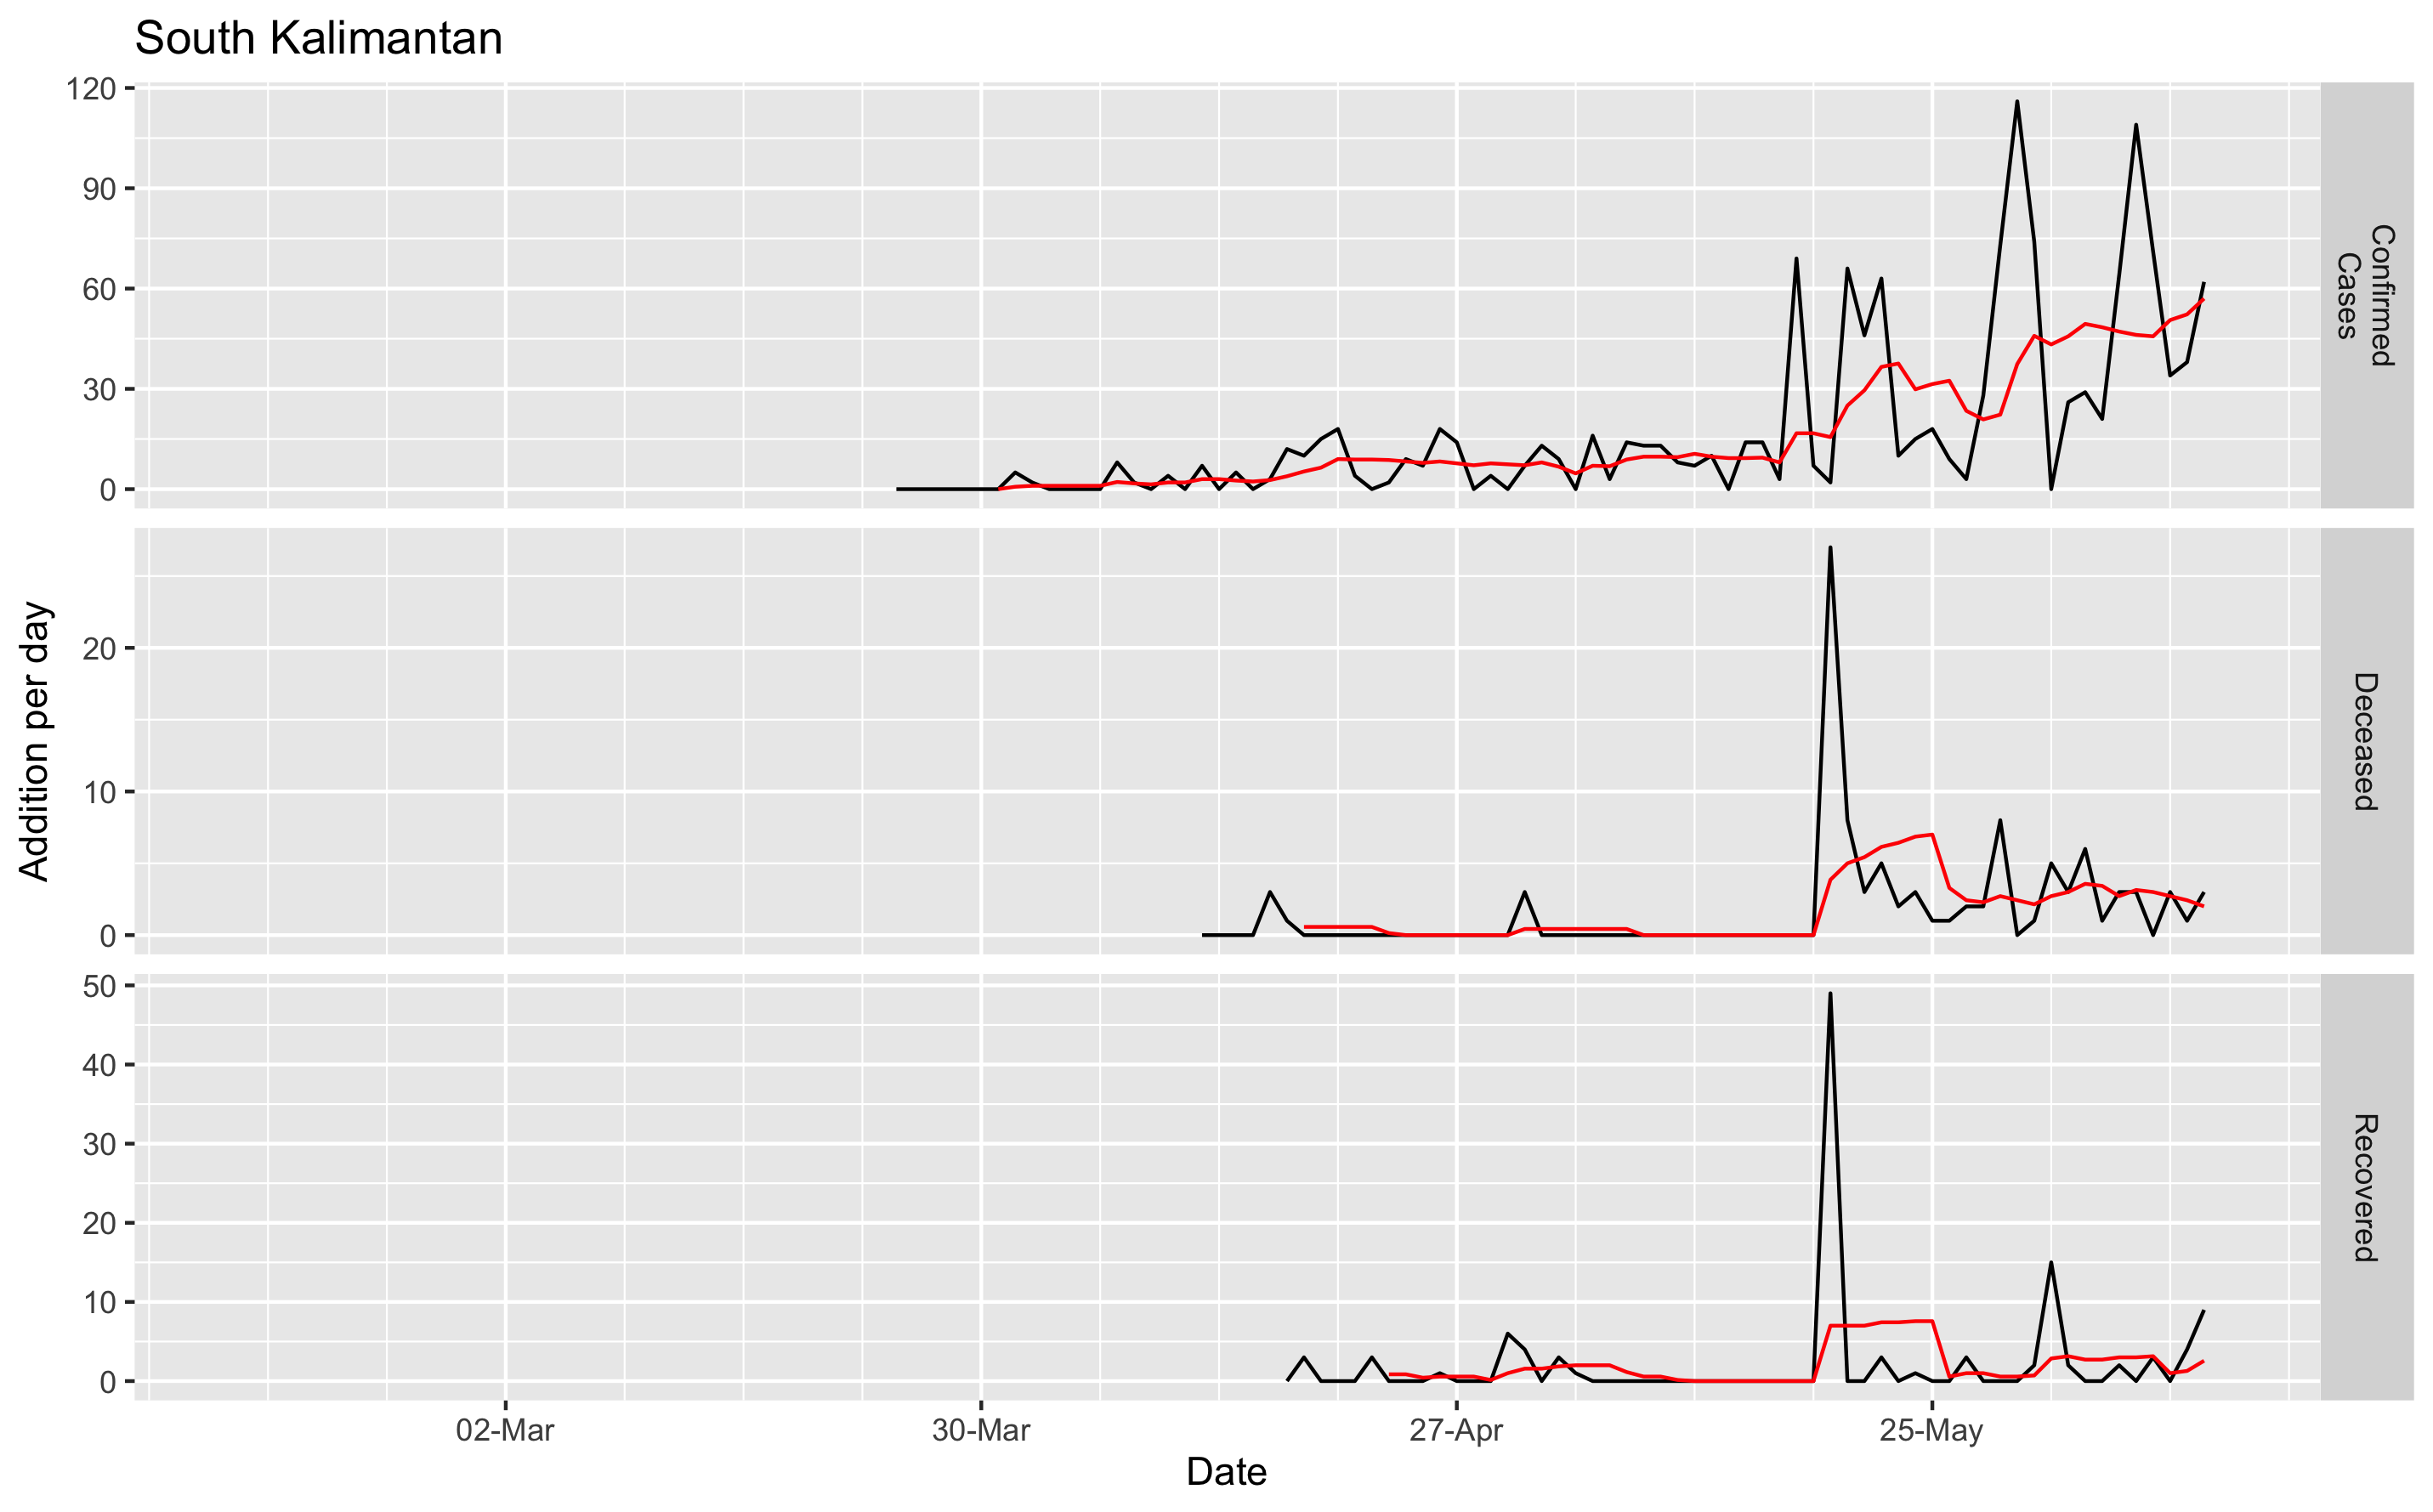 South Kalimantan
120
90
60
30
0
Confirmed
Cases
20
10
0
Deceased
50
40
30
20
10
0
Recovered
Addition per day
02-Mar
30-Mar
27-Apr
25-May
Date